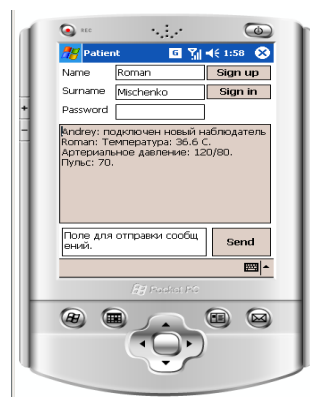 REC
Patient G 1:58
Name Roman Sign up
Surname Mischenko Sign in
Password
Andrey: подключен новый наблюдатель
Roman: Температура: 36.6 С.
Артериальное давление: 120/80.
Пульс: 70.
Поле для отправки сообщ
ений.
Send
Pocket PC